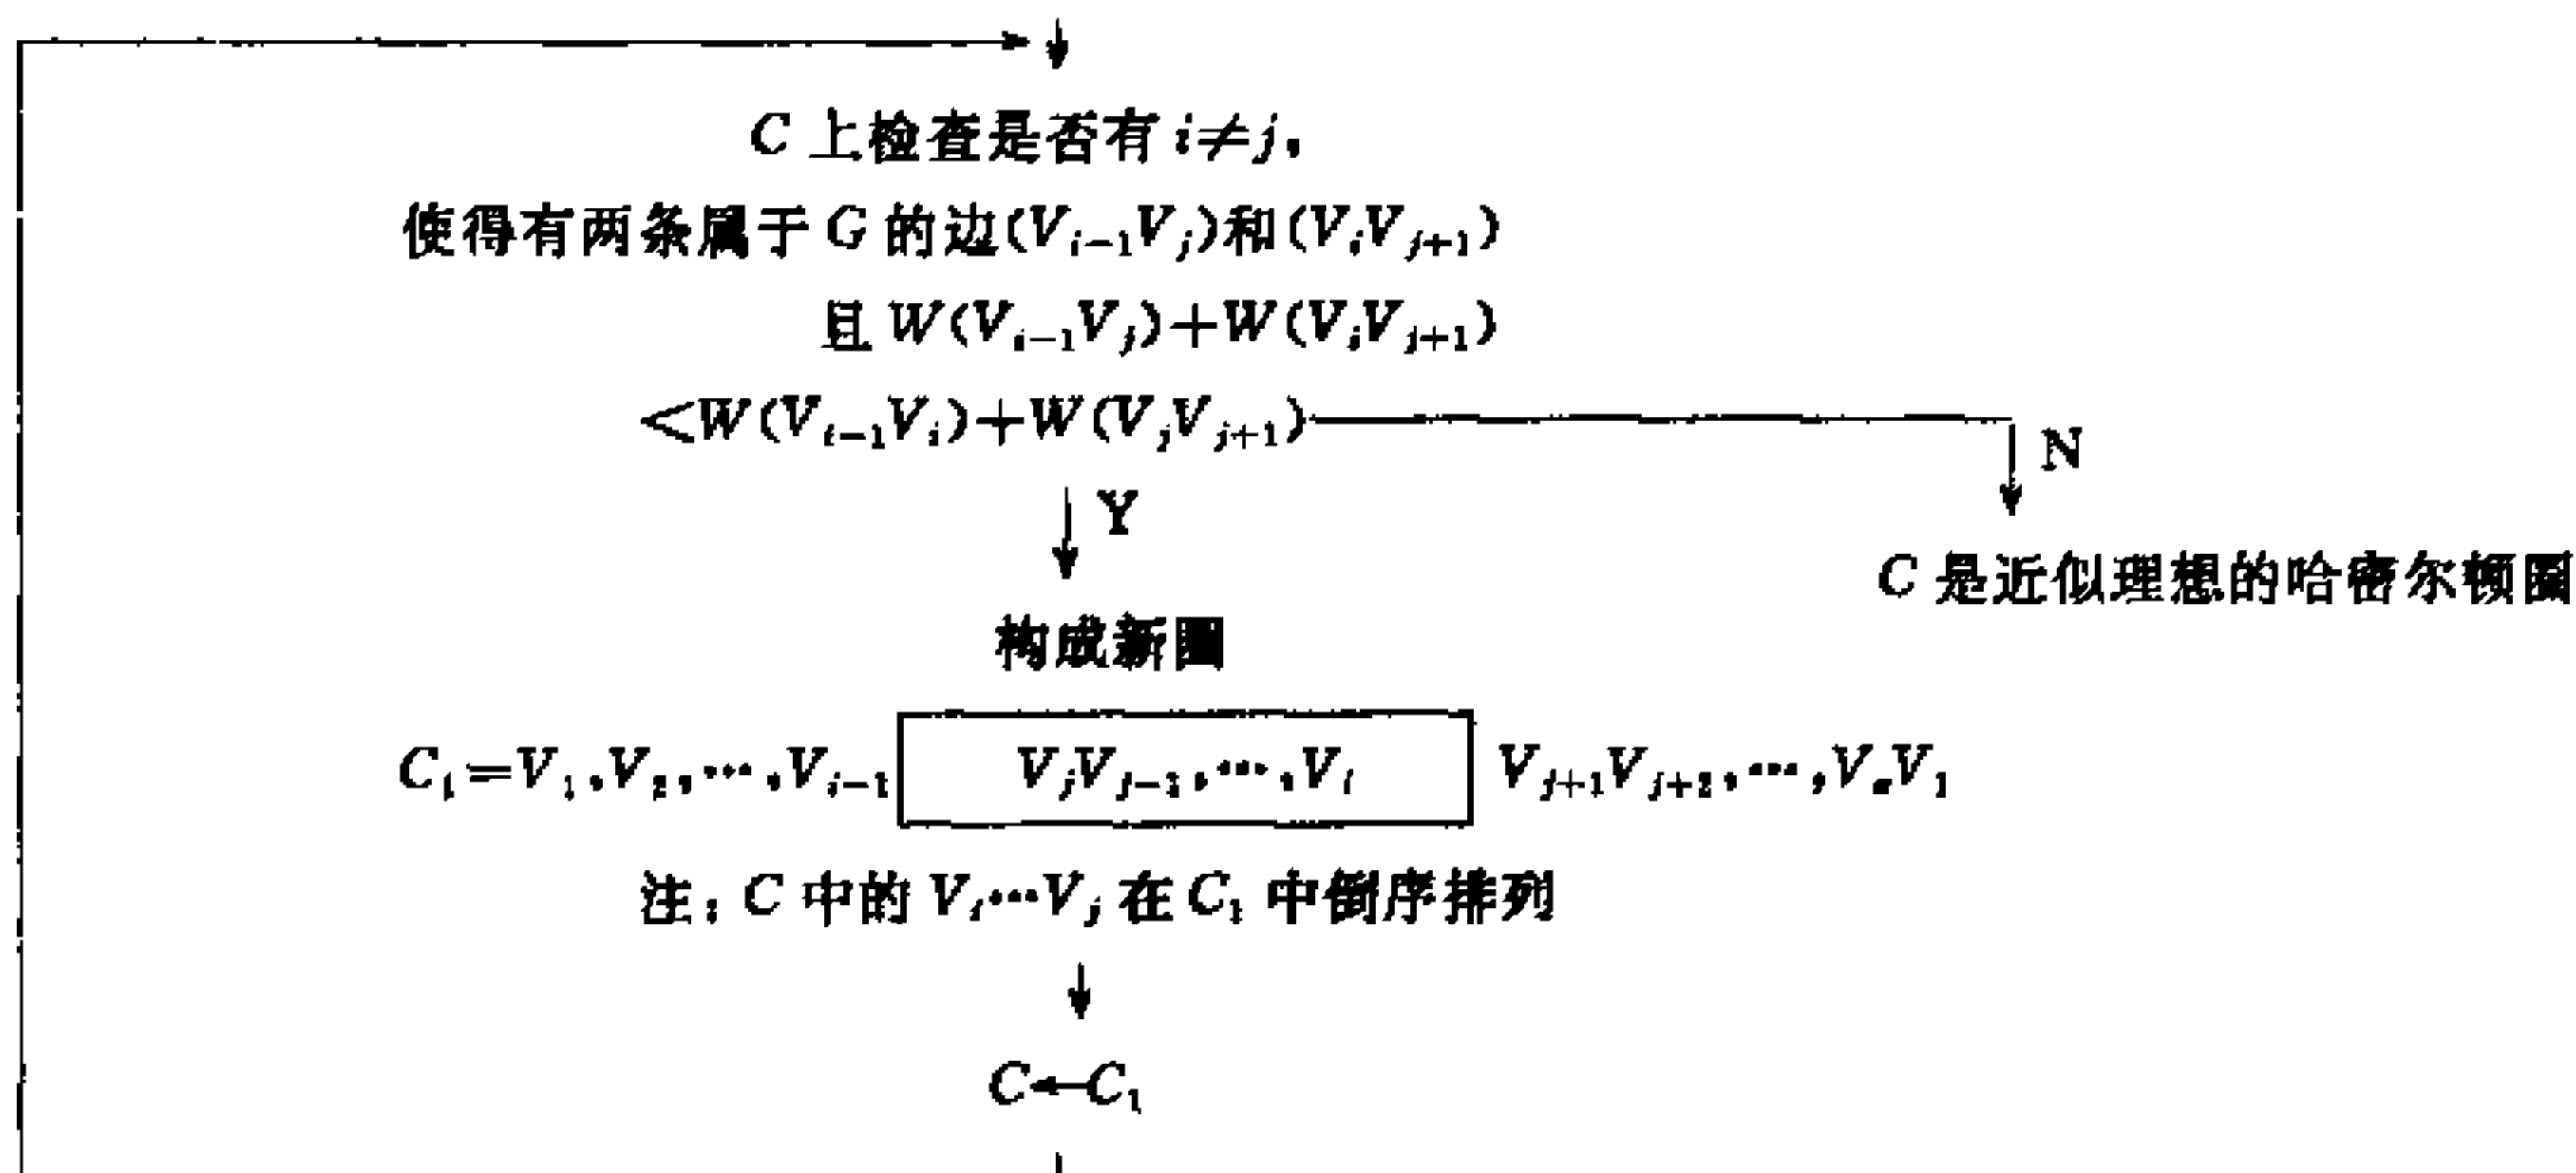 C 上检查是否有 i≠j,
使得有两条属于 G 的边(V_{i-1}V_j)和(V_iV_{j+1})
且 W(V_{i-1}V_j)+W(V_iV_{j+1})
<W(V_{i-1}V_i)+W(V_jV_{j+1})
N
Y
C 是近似理想的哈密尔顿圈
构成新圈
C_1=V_1,V_2,…,V_{i-1} V_jV_{j-1},…,V_i V_{j+1}V_{j+2},…,V_nV_1
注: C 中的 V_i…V_j 在 C_1 中倒序排列
C←C_1